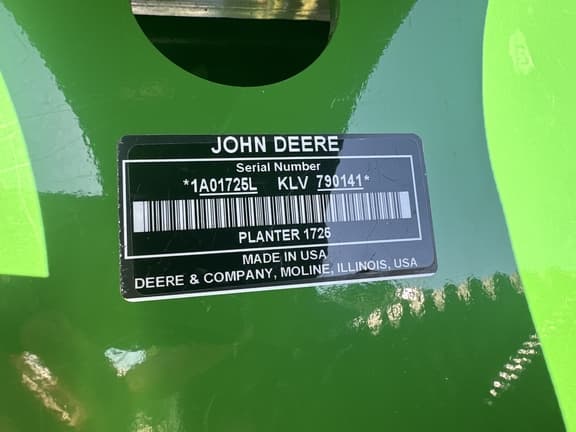 JOHN DEERE
Serial Number
*1A01725L KLV 790141*
PLANTER 1725
MADE IN USA
DEERE & COMPANY, MOLINE, ILLINOIS, USA